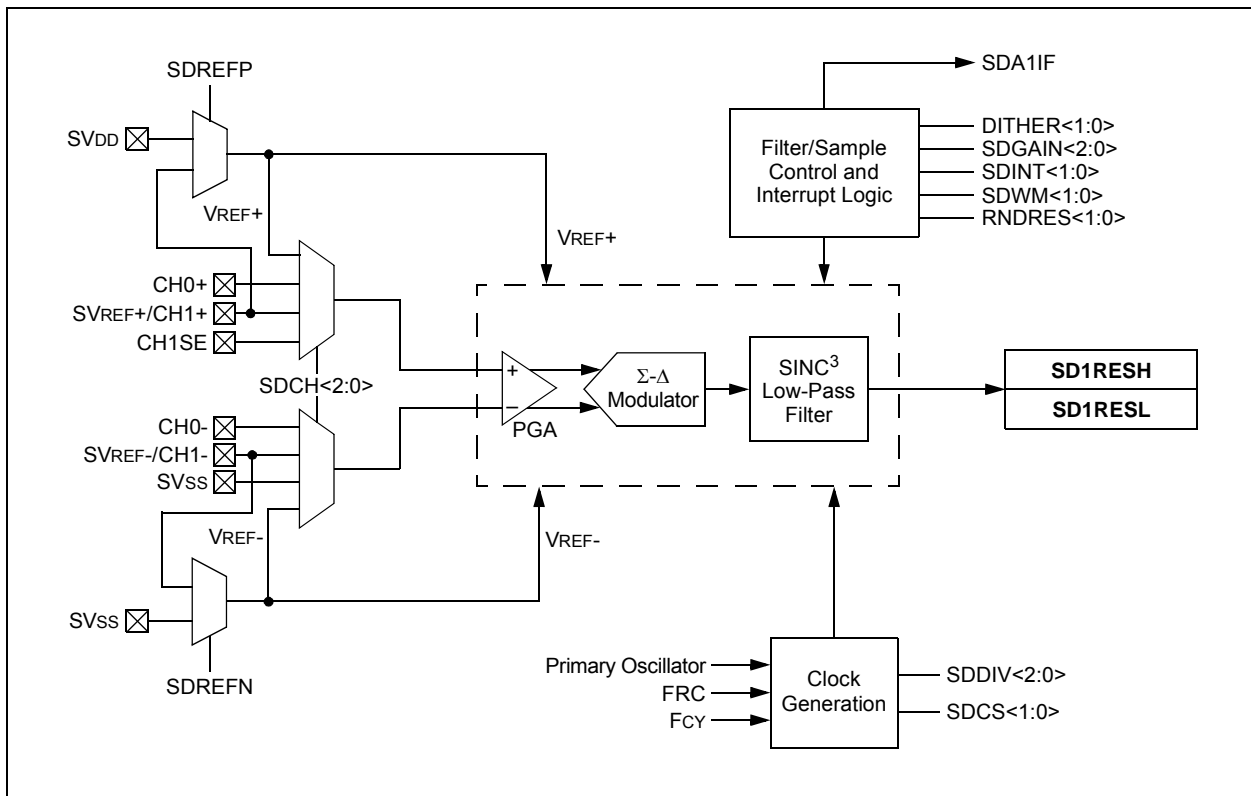 SDREFP
SVDD
VREF+
CH0+
SVREF+/CH1+
CH1SE
SDCH<2:0>
CH0-
SVREF-/CH1-
SVSS
VREF-
SVSS
SDREFN
VREF+
VREF-
+
–
PGA
Σ-Δ
Modulator
SINC³
Low-Pass
Filter
SDA1IF
Filter/Sample
Control and
Interrupt Logic
DITHER<1:0>
SDGAIN<2:0>
SDINT<1:0>
SDWM<1:0>
RNDRES<1:0>
SD1RESH
SD1RESL
Primary Oscillator
FRC
FCY
Clock
Generation
SDDIV<2:0>
SDCS<1:0>